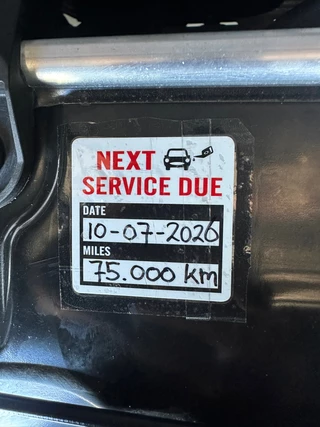 NEXT
SERVICE DUE
DATE
10-07-2026
MILES
75.000 km